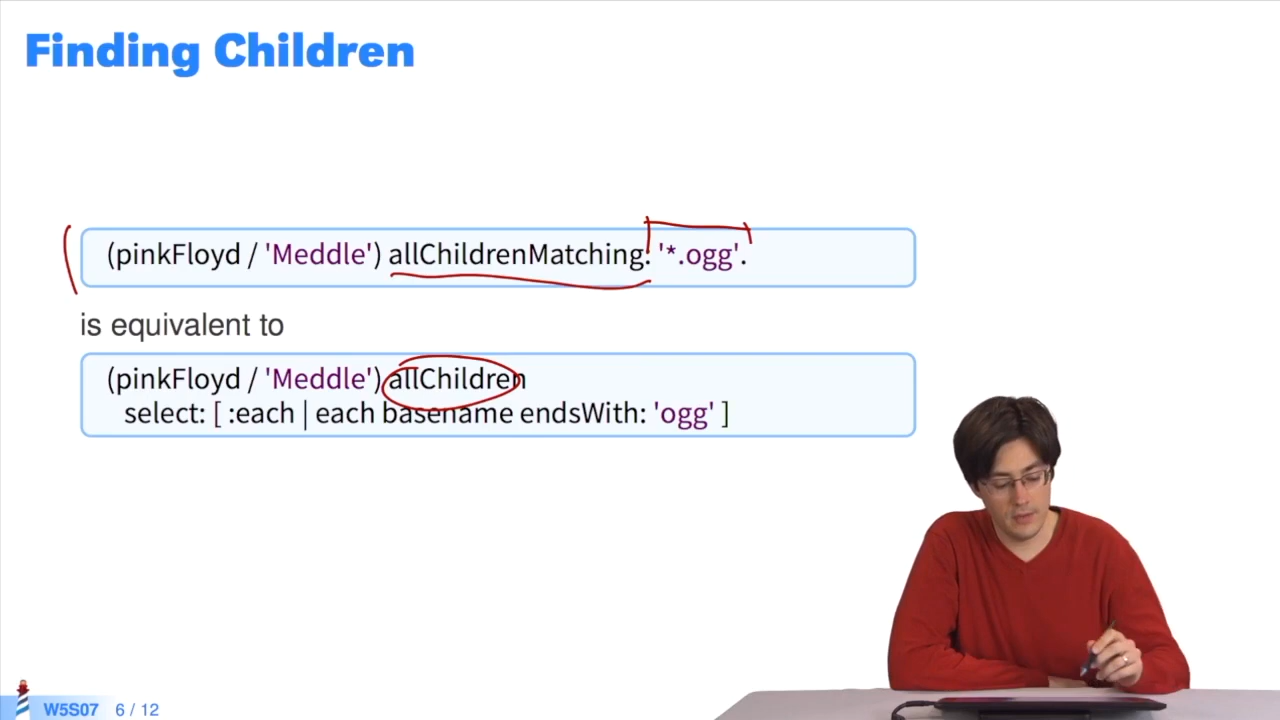 Finding Children
(pinkFloyd / 'Meddle') allChildrenMatching: '*.ogg'.
is equivalent to
(pinkFloyd / 'Meddle') allChildren
select: [ :each | each basename endsWith: 'ogg' ]
W5S07 6 / 12